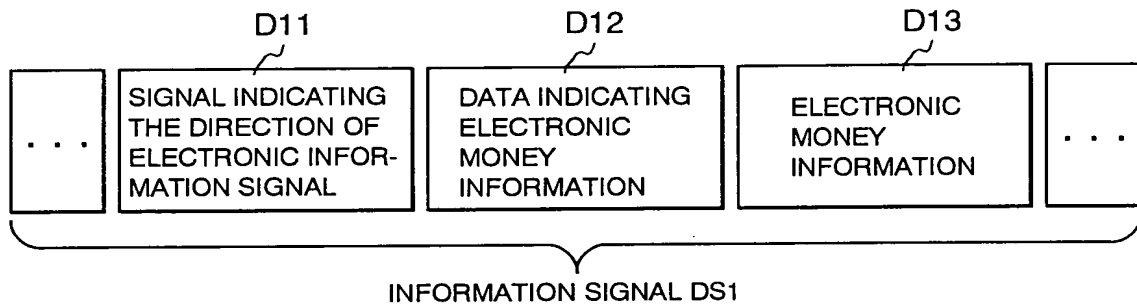 D11
D12
D13
. . .
SIGNAL INDICATING
THE DIRECTION OF
ELECTRONIC INFOR-
MATION SIGNAL
DATA INDICATING
ELECTRONIC
MONEY
INFORMATION
ELECTRONIC
MONEY
INFORMATION
. . .
INFORMATION SIGNAL DS1